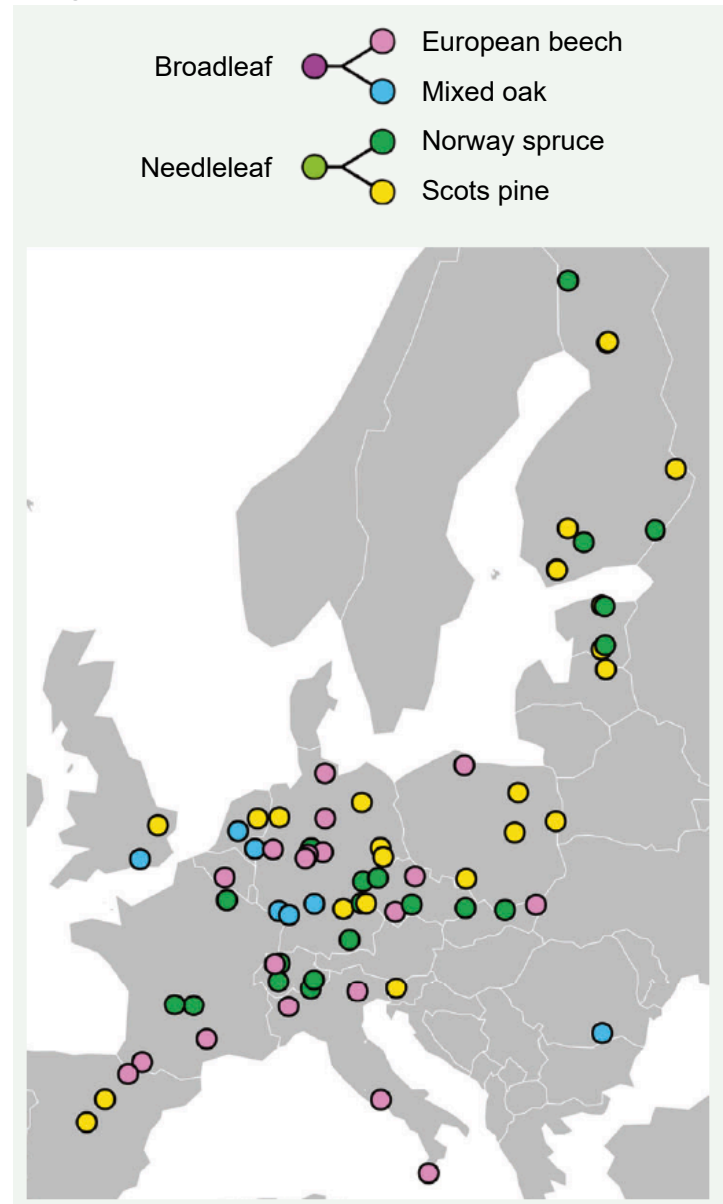 Broadleaf
European beech
Mixed oak
Needleleaf
Norway spruce
Scots pine